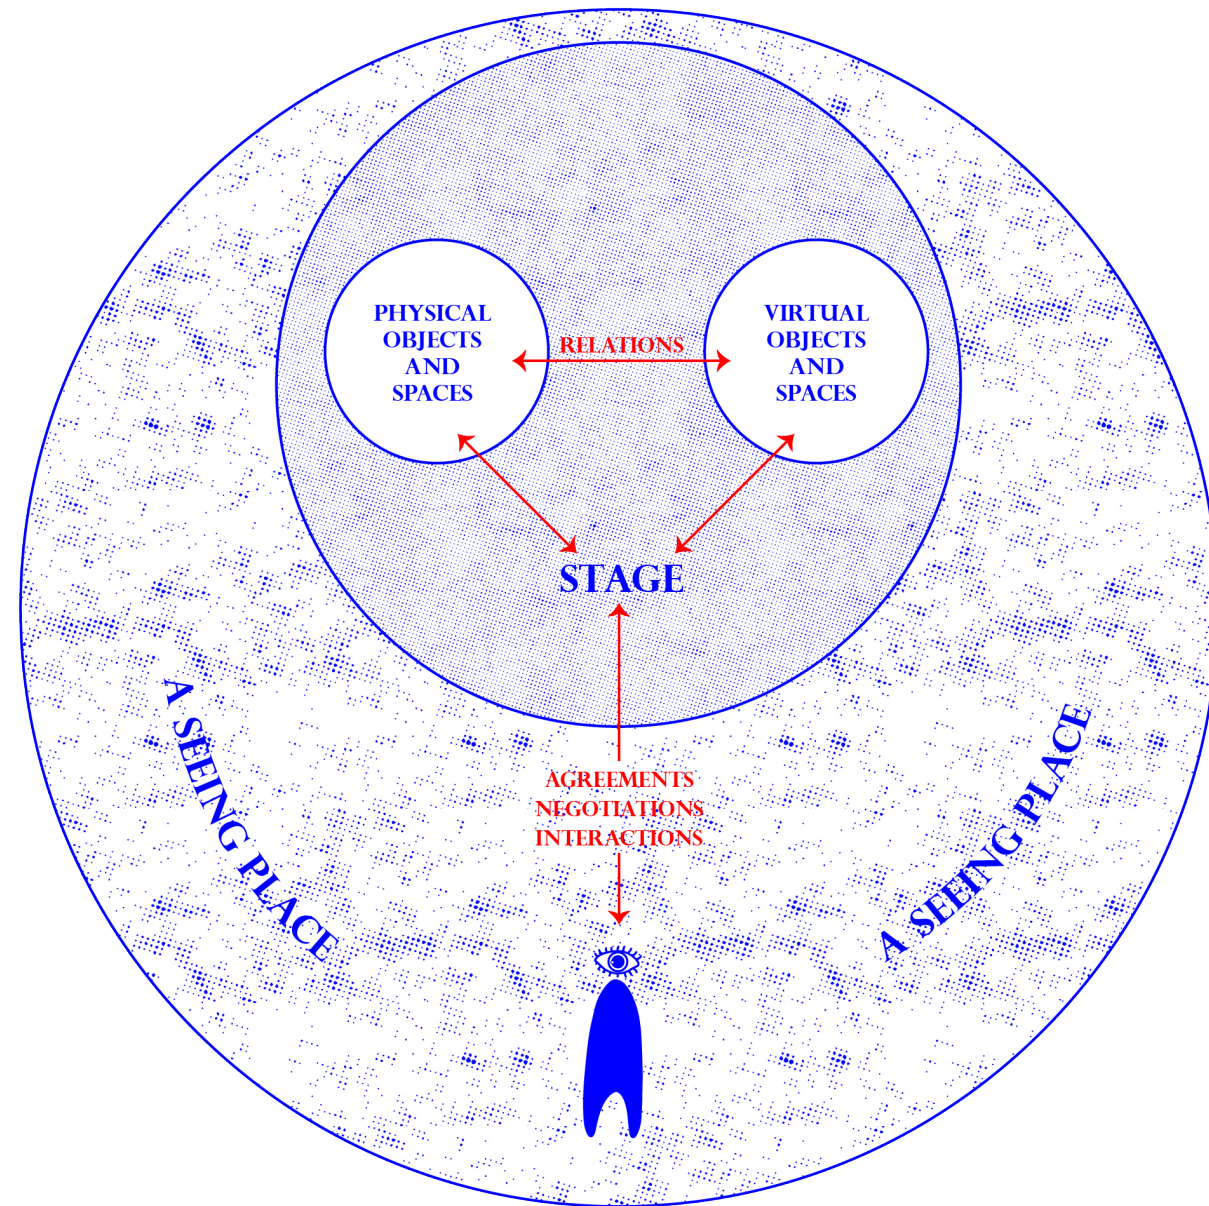 PHYSICAL
OBJECTS
AND
SPACES
RELATIONS
VIRTUAL
OBJECTS
AND
SPACES
STAGE
AGREEMENTS
NEGOTIATIONS
INTERACTIONS
A SEEING PLACE
A SEEING PLACE